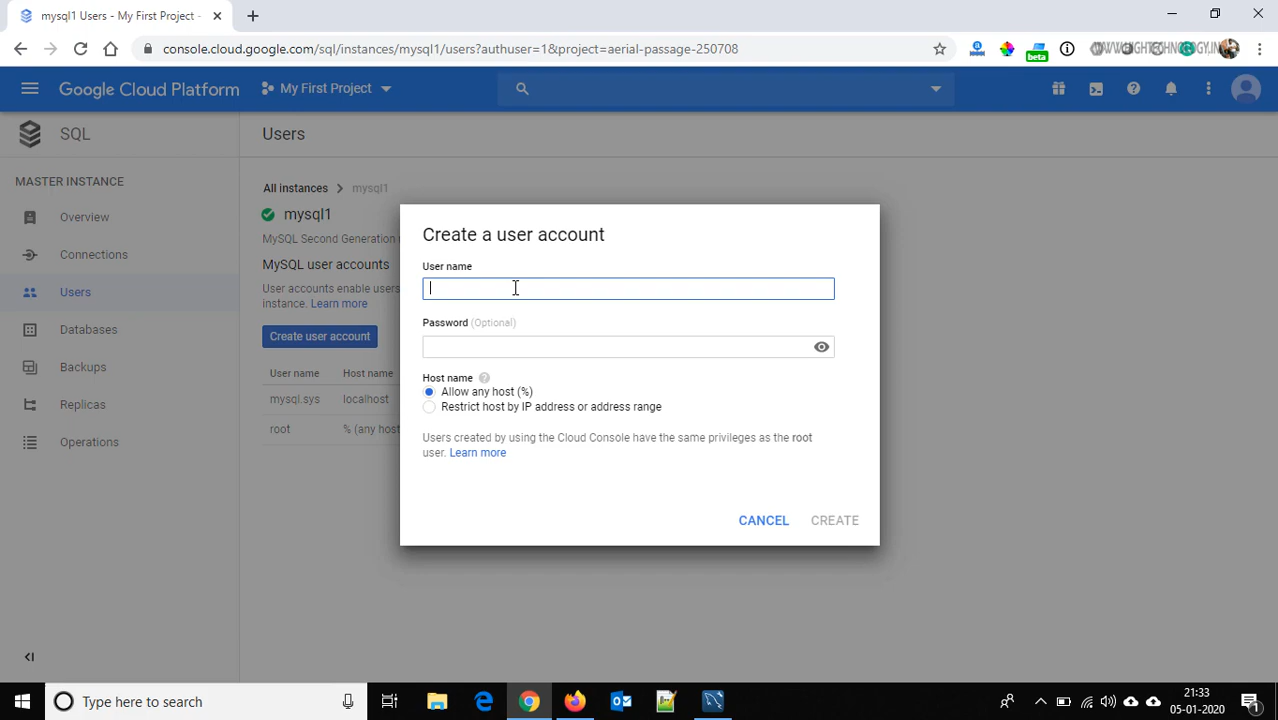 mysql1 Users - My First Project -
console.cloud.google.com/sql/instances/mysql1/users?authuser=1&project=aerial-passage-250708
beta
WWW.NGTECHNOLOGY.IN
Google Cloud Platform
My First Project
SQL
Users
MASTER INSTANCE
Overview
Connections
Users
Databases
Backups
Replicas
Operations
All instances
mysql1
mysql1
MySQL Second Generation
MySQL user accounts
User accounts enable users
instance. Learn more
Create user account
User name
Host name
mysql.sys
localhost
root
% (any host
Create a user account
User name
Password (Optional)
Host name
Allow any host (%)
Restrict host by IP address or address range
Users created by using the Cloud Console have the same privileges as the root
user. Learn more
CANCEL
CREATE
Type here to search
21:33
05-01-2020
1